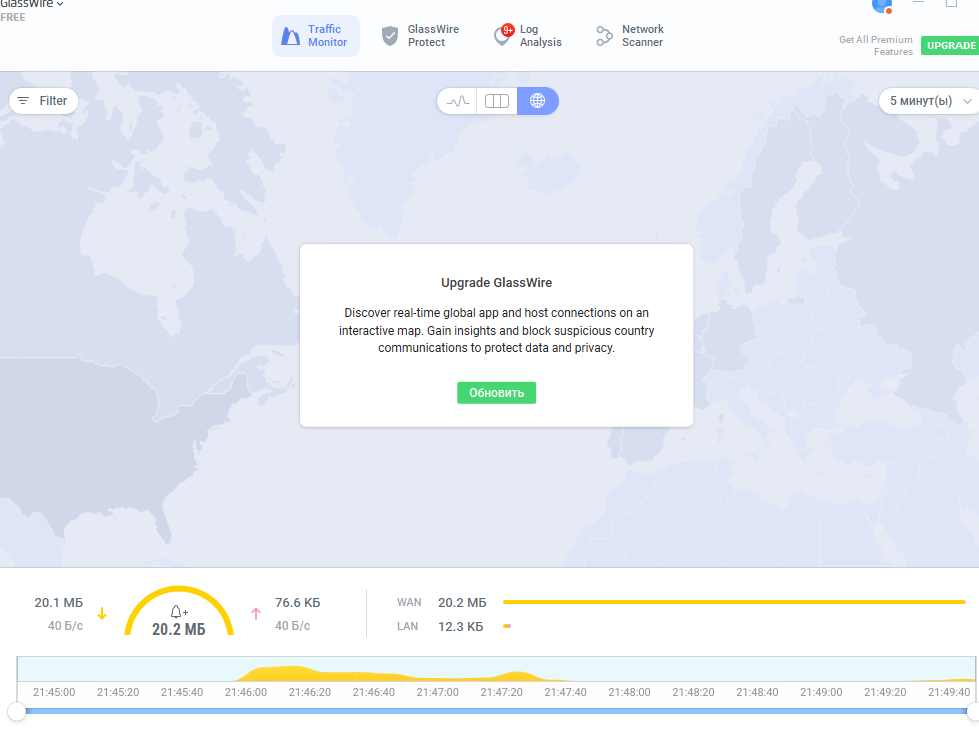 GlassWire
FREE
Traffic
Monitor
GlassWire
Protect
9+
Log
Analysis
Network
Scanner
Get All Premium
Features
UPGRADE
Filter
5 минут(ы)
Upgrade GlassWire
Discover real-time global app and host connections on an
interactive map. Gain insights and block suspicious country
communications to protect data and privacy.
Обновить
20.1 МБ
40 Б/с
20.2 МБ
76.6 КБ
40 Б/с
WAN 20.2 МБ
LAN 12.3 КБ
21:45:00 21:45:20 21:45:40 21:46:00 21:46:20 21:46:40 21:47:00 21:47:20 21:47:40 21:48:00 21:48:20 21:48:40 21:49:00 21:49:20 21:49:40